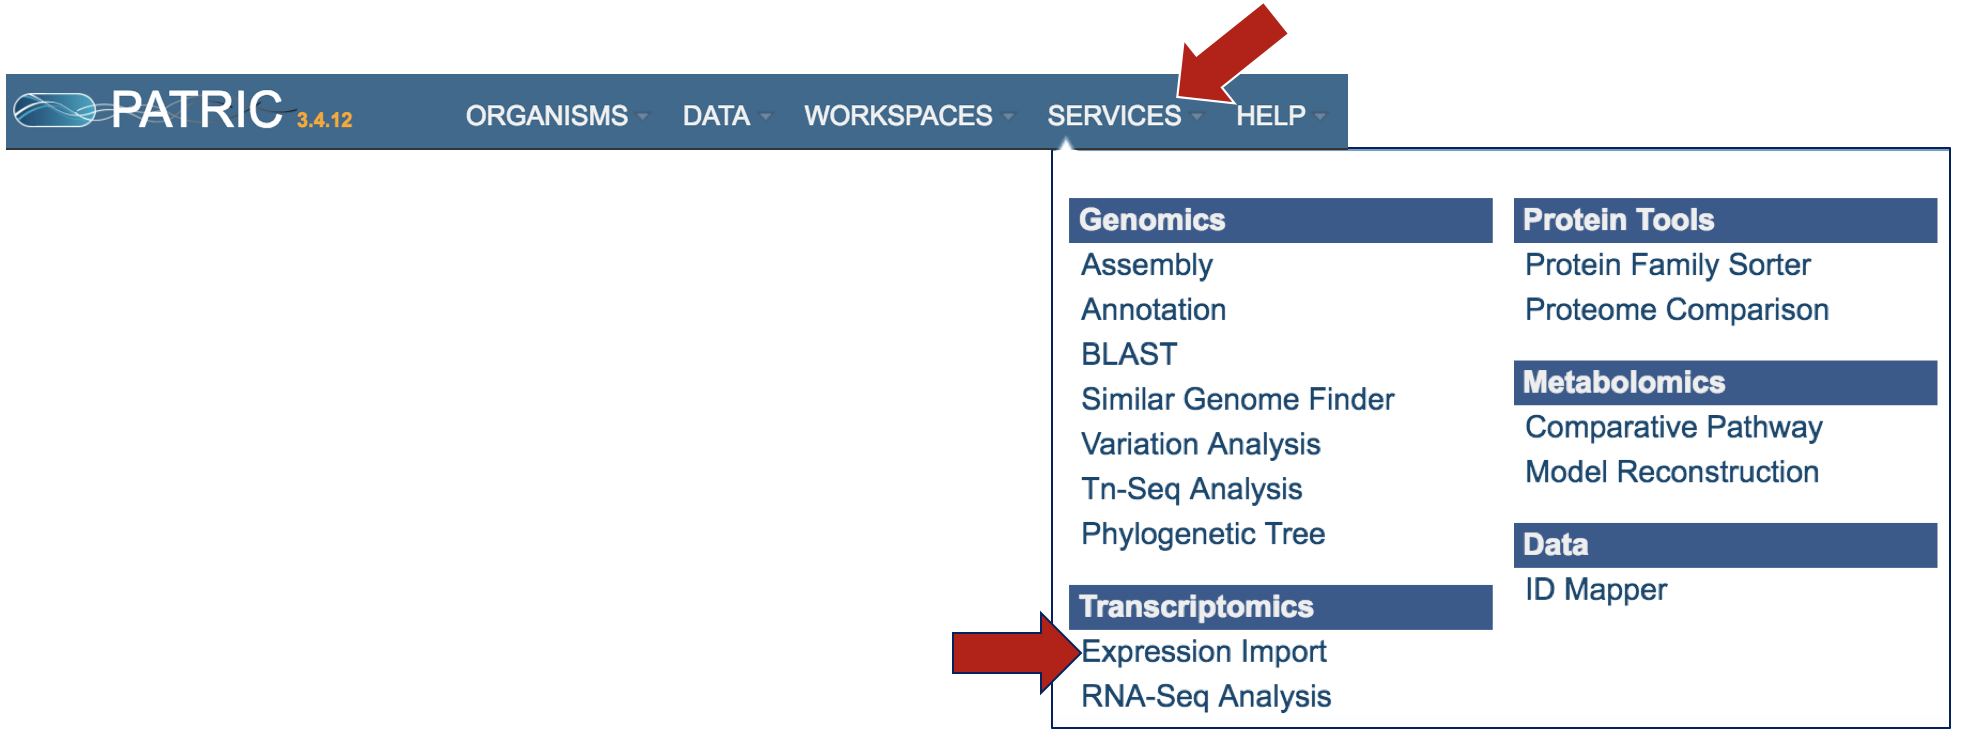 PATRIC 3.4.12 ORGANISMS DATA WORKSPACES SERVICES HELP
Genomics
Assembly
Annotation
BLAST
Similar Genome Finder
Variation Analysis
Tn-Seq Analysis
Phylogenetic Tree
Transcriptomics
Expression Import
RNA-Seq Analysis
Protein Tools
Protein Family Sorter
Proteome Comparison
Metabolomics
Comparative Pathway
Model Reconstruction
Data
ID Mapper